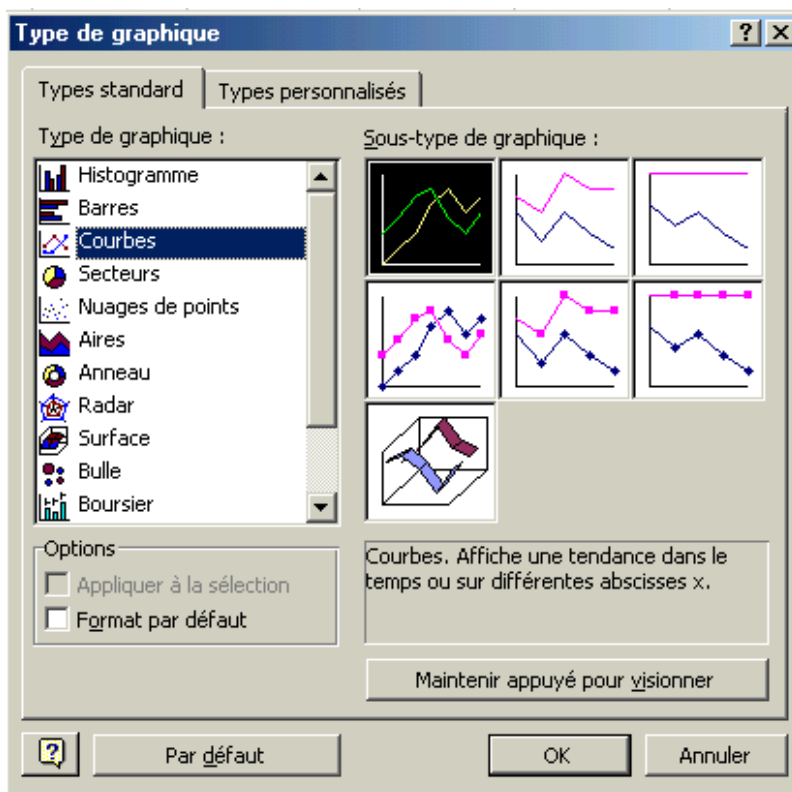 Type de graphique
Types standard
Types personnalisés
Type de graphique :
Histogramme
Barres
Courbes
Secteurs
Nuages de points
Aires
Anneau
Radar
Surface
Bulle
Boursier
Sous-type de graphique :
Options
Appliquer à la sélection
Format par défaut
Courbes. Affiche une tendance dans le
temps ou sur différentes abscisses x.
Maintenir appuyé pour visionner
Par défaut
OK
Annuler